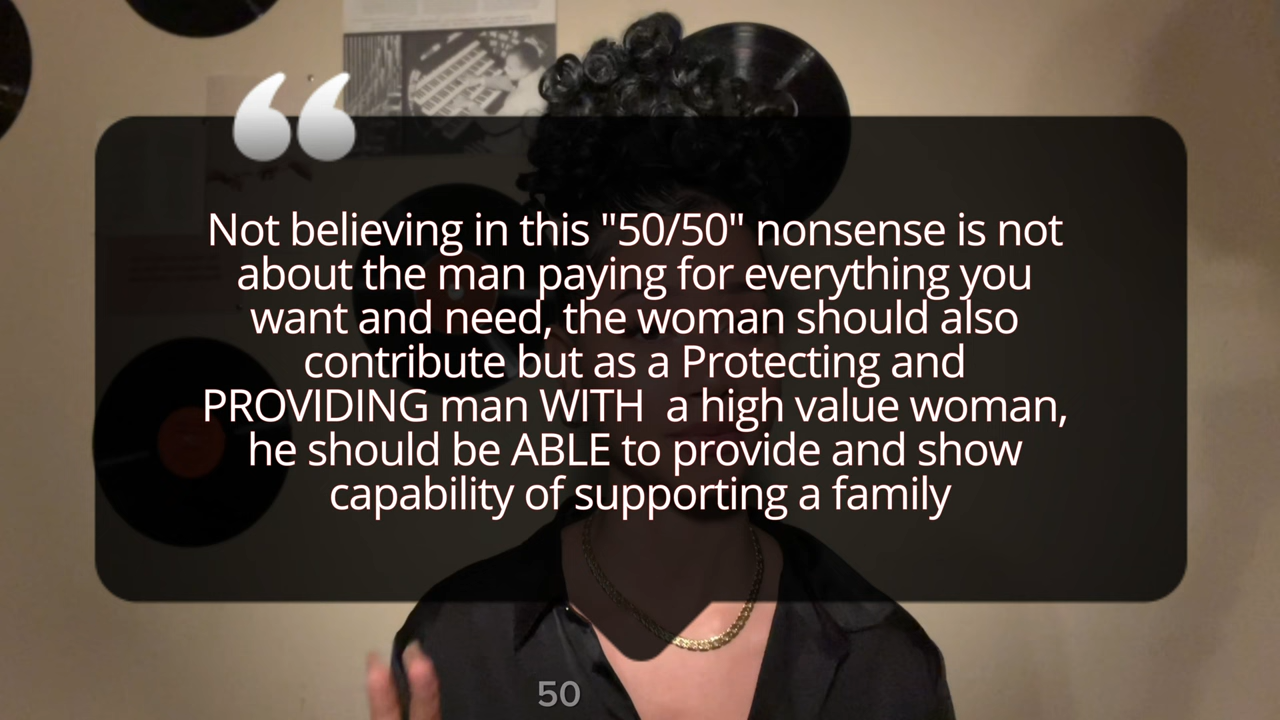 Not believing in this "50/50" nonsense is not
about the man paying for everything you
want and need, the woman should also
contribute but as a Protecting and
PROVIDING man WITH  a high value woman,
he should be ABLE to provide and show
capability of supporting a family
50